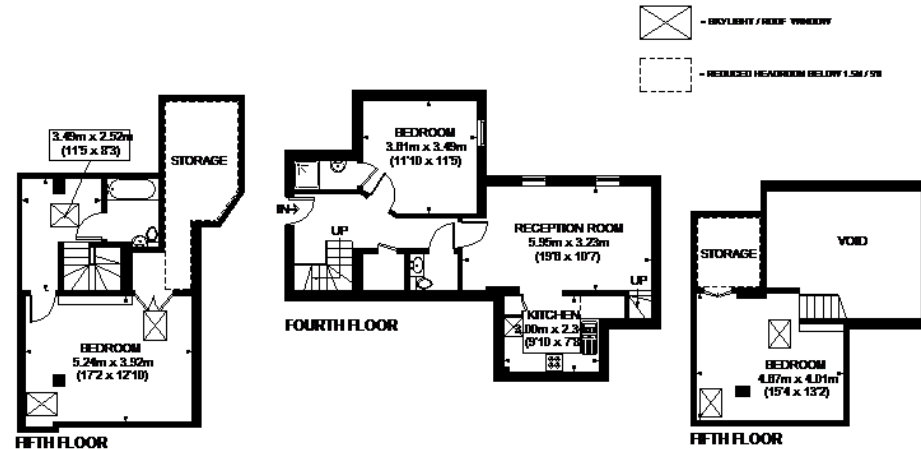 - SKYLIGHT / ROOF WINDOW
- REDUCED HEADROOM BELOW 1.5M / 5'0
3.49m x 2.52m
(11'5 x 8'3)
STORAGE
BEDROOM
5.24m x 3.92m
(17'2 x 12'10)
FIFTH FLOOR
BEDROOM
3.61m x 3.49m
(11'10 x 11'5)
IN
UP
RECEPTION ROOM
5.95m x 3.23m
(19'6 x 10'7)
UP
KITCHEN
3.00m x 2.34m
(9'10 x 7'8)
FOURTH FLOOR
STORAGE
VOID
BEDROOM
4.67m x 4.01m
(15'4 x 13'2)
FIFTH FLOOR